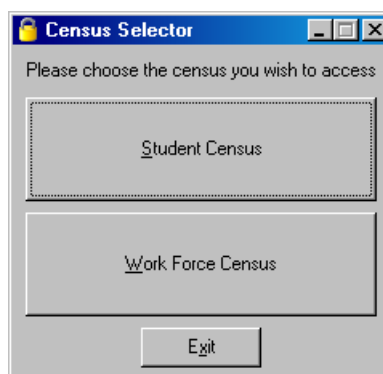 Census Selector
Please choose the census you wish to access
Student Census
Work Force Census
Exit